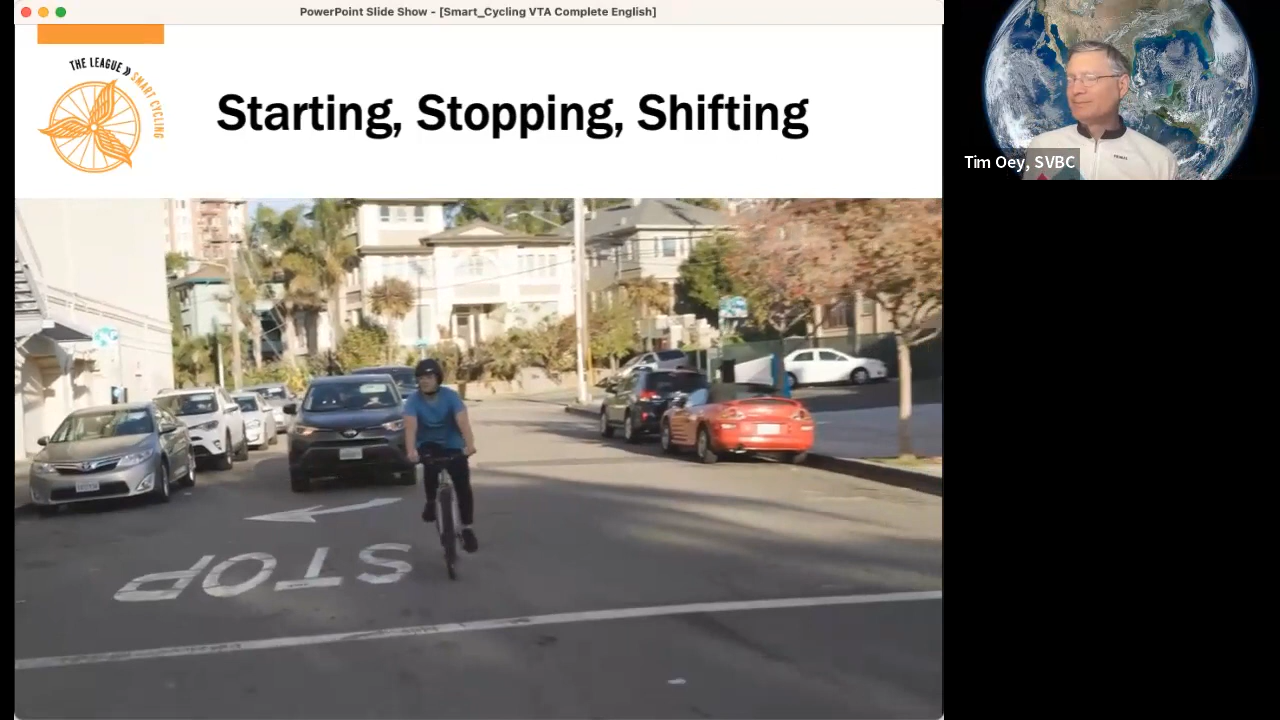 PowerPoint Slide Show - [Smart_Cycling VTA Complete English]
THE LEAGUE
SMART CYCLING
Starting, Stopping, Shifting
Tim Oey, SVBC
STOP